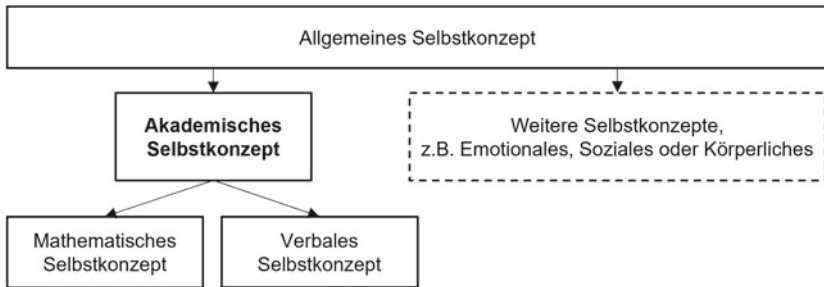 Allgemeines Selbstkonzept
Akademisches
Selbstkonzept
Weitere Selbstkonzepte,
z.B. Emotionales, Soziales oder Körperliches
Mathematisches
Selbstkonzept
Verbales
Selbstkonzept